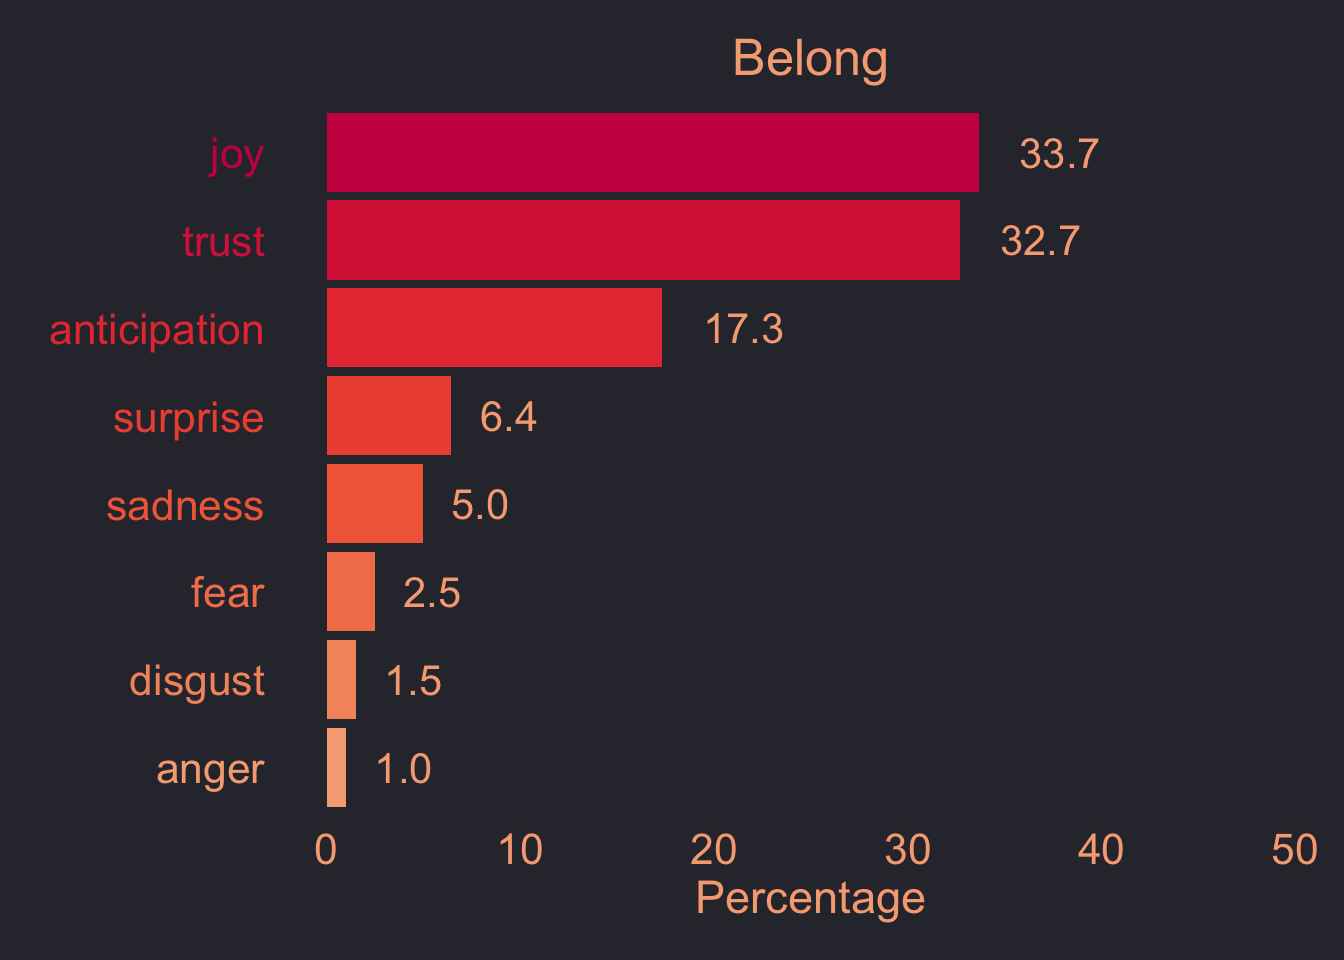 Belong
joy 33.7
trust 32.7
anticipation 17.3
surprise 6.4
sadness 5.0
fear 2.5
disgust 1.5
anger 1.0
0 10 20 30 40 50
Percentage